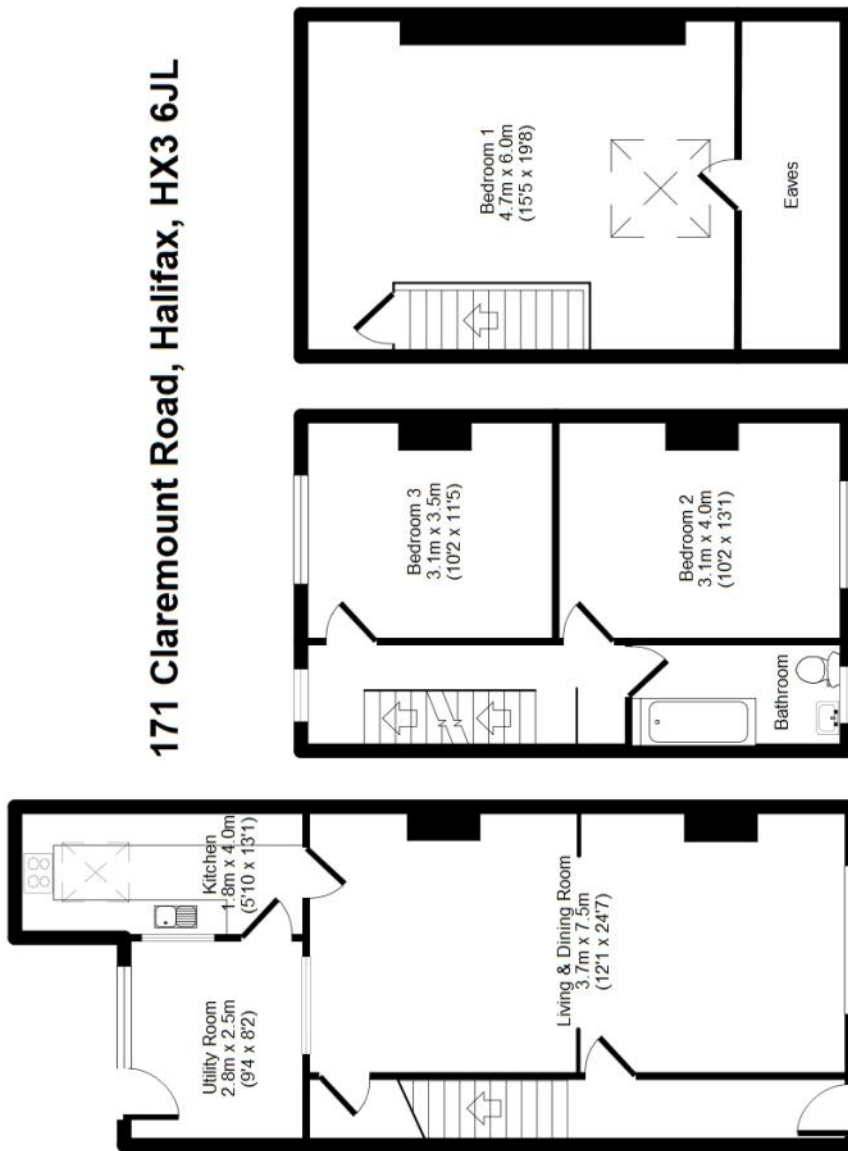 171 Claremount Road, Halifax, HX3 6JL
Utility Room
2.8m x 2.5m
(9'4 x 8'2)
Kitchen
1.8m x 4.0m
(5'10 x 13'1)
Living & Dining Room
3.7m x 7.5m
(12'1 x 24'7)
Bedroom 3
3.1m x 3.5m
(10'2 x 11'5)
Bedroom 2
3.1m x 4.0m
(10'2 x 13'1)
Bathroom
Bedroom 1
4.7m x 6.0m
(15'5 x 19'8)
Eaves